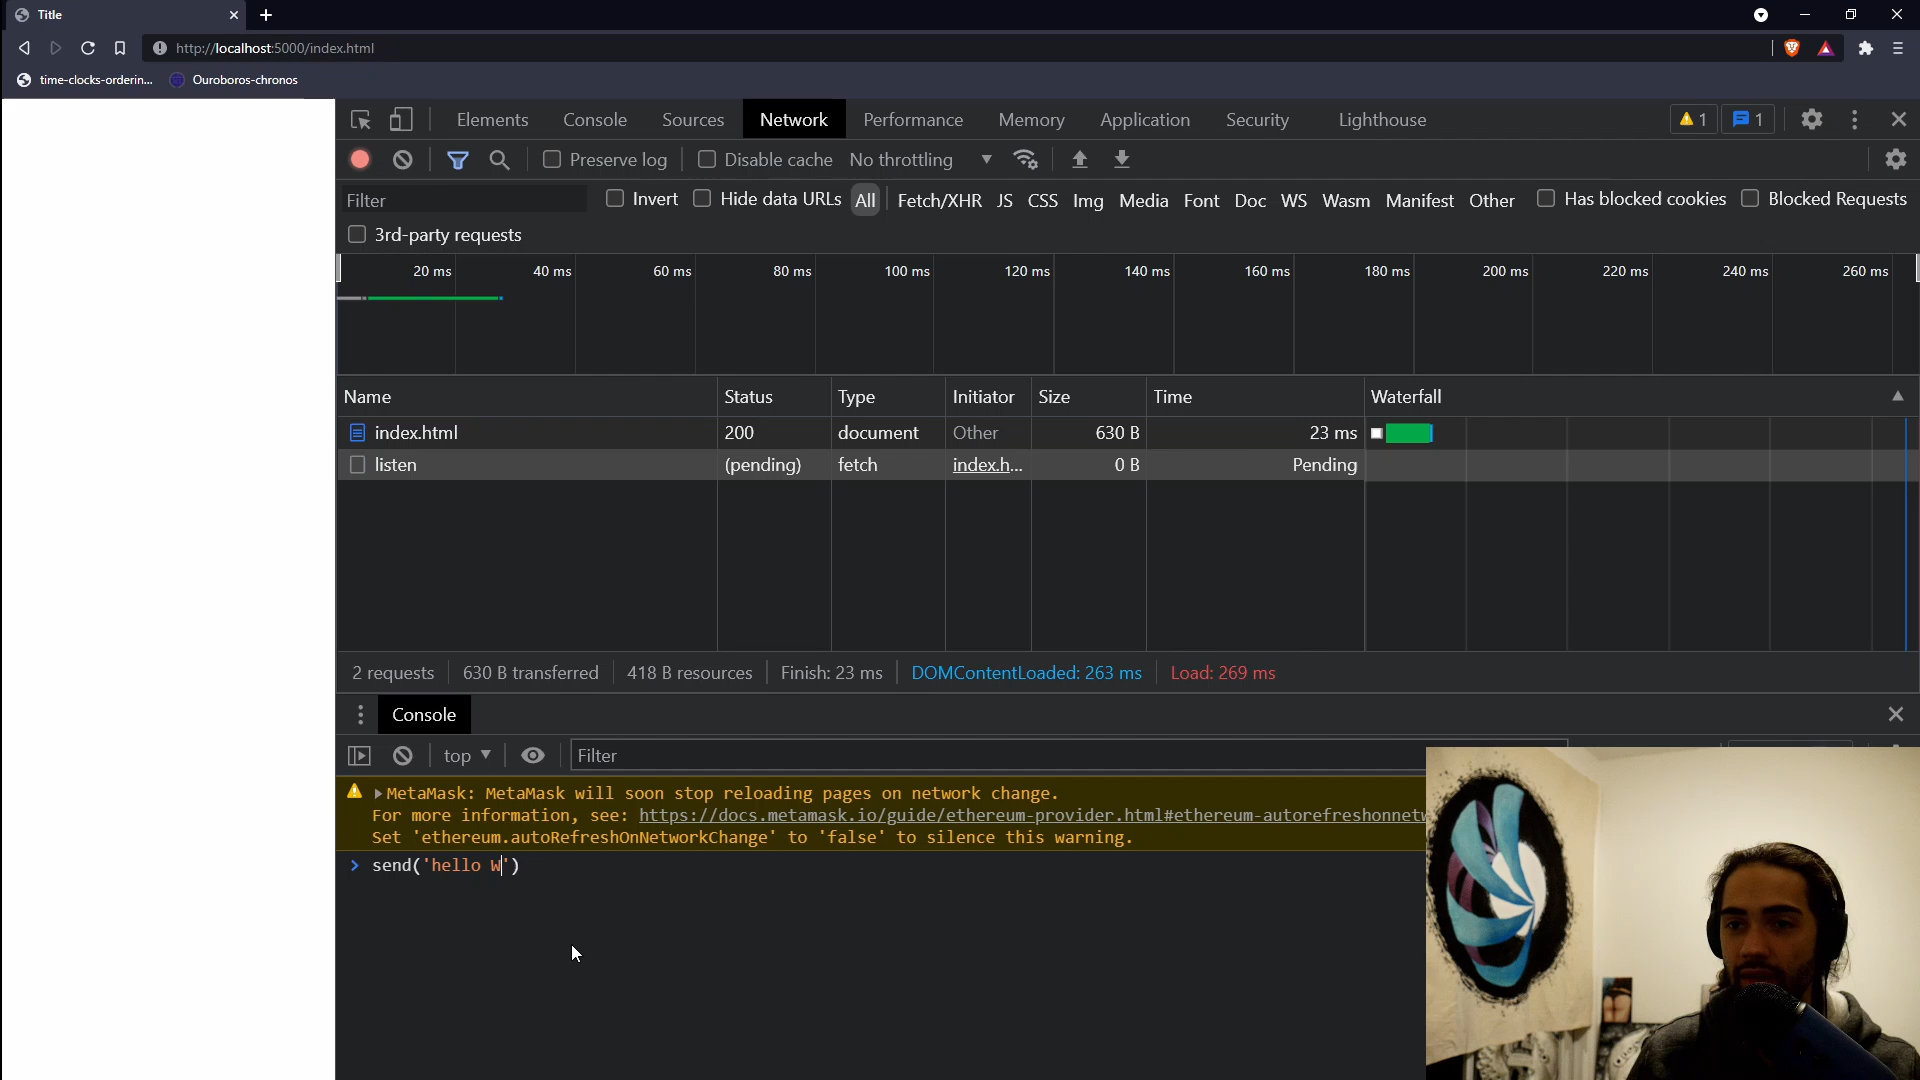 Title
http://localhost:5000/index.html
time-clocks-orderin... Ouroboros-chronos
Elements Console Sources Network Performance Memory Application Security Lighthouse 1 1
Preserve log Disable cache No throttling
Filter Invert Hide data URLs All Fetch/XHR JS CSS Img Media Font Doc WS Wasm Manifest Other Has blocked cookies Blocked Requests
3rd-party requests
20 ms 40 ms 60 ms 80 ms 100 ms 120 ms 140 ms 160 ms 180 ms 200 ms 220 ms 240 ms 260 ms
Name Status Type Initiator Size Time Waterfall
index.html 200 document Other 630 B 23 ms
listen (pending) fetch index.h... 0 B Pending
2 requests 630 B transferred 418 B resources Finish: 23 ms DOMContentLoaded: 263 ms Load: 269 ms
Console
top Filter
MetaMask: MetaMask will soon stop reloading pages on network change.
For more information, see: https://docs.metamask.io/guide/ethereum-provider.html#ethereum-autorefreshonnetw
Set 'ethereum.autoRefreshOnNetworkChange' to 'false' to silence this warning.
> send('hello W')